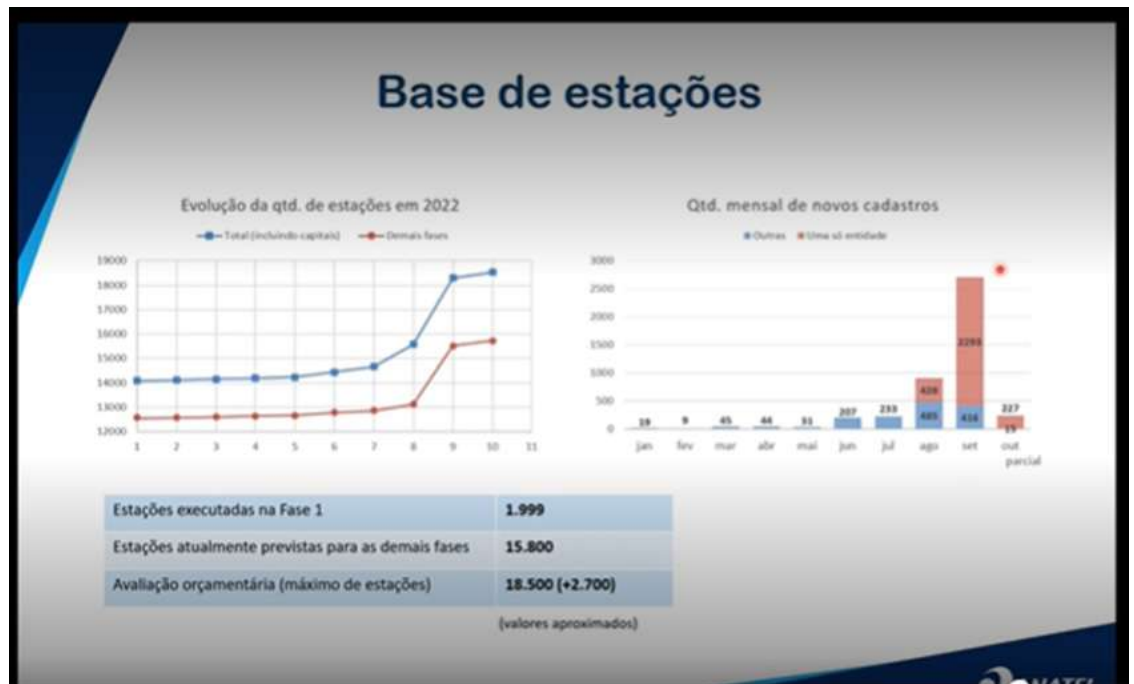 Base de estações
Evolução da qtd. de estações em 2022
Total (incluindo capitais) Demais fases
19000
18000
17000
16000
15000
14000
13000
12000
1 2 3 4 5 6 7 8 9 10 11
Qtd. mensal de novos cadastros
Outras Uma só entidade
3000
2500
2000
1500
1000
500
0
19 9 45 44 31 207 233 485 428 416 2293 227 15
jan fev mar abr mai jun jul ago set out
parcial
Estações executadas na Fase 1 1.999
Estações atualmente previstas para as demais fases 15.800
Avaliação orçamentária (máximo de estações) 18.500 (+2.700)
(valores aproximados)